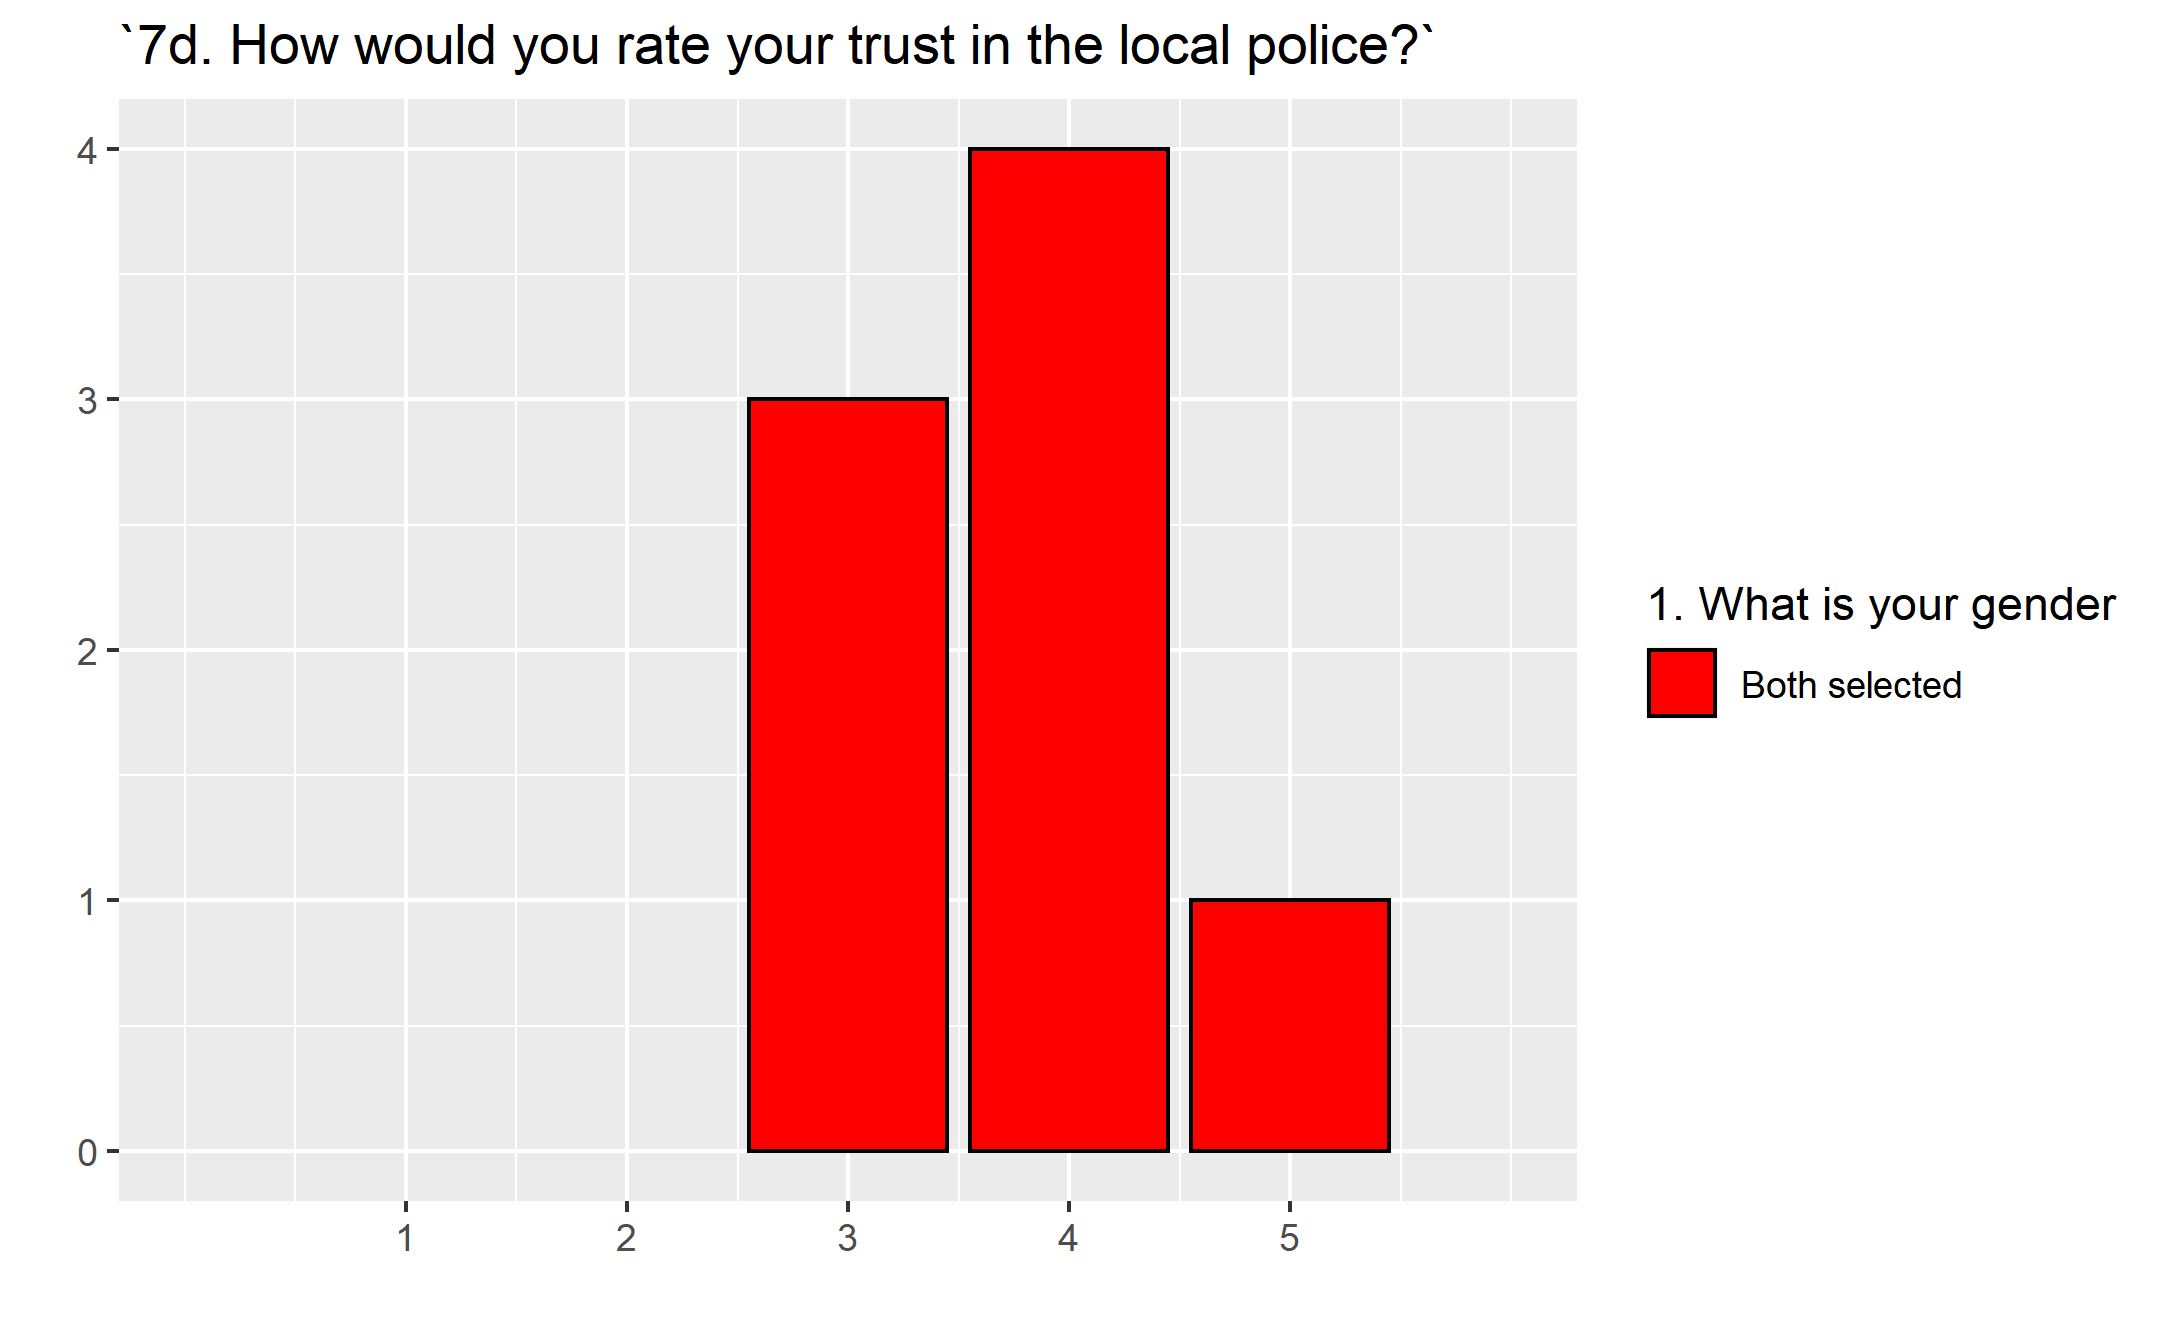 `7d. How would you rate your trust in the local police?`
4
3
2
1
0
1 2 3 4 5
1. What is your gender
Both selected